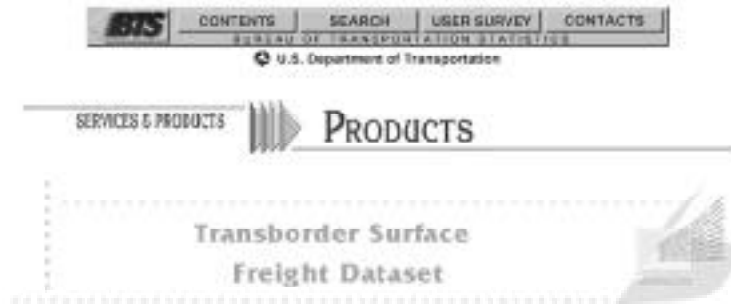 BTS CONTENTS SEARCH USER SURVEY CONTACTS
BUREAU OF TRANSPORTATION STATISTICS
U.S. Department of Transportation
SERVICES & PRODUCTS PRODUCTS
Transborder Surface
Freight Dataset